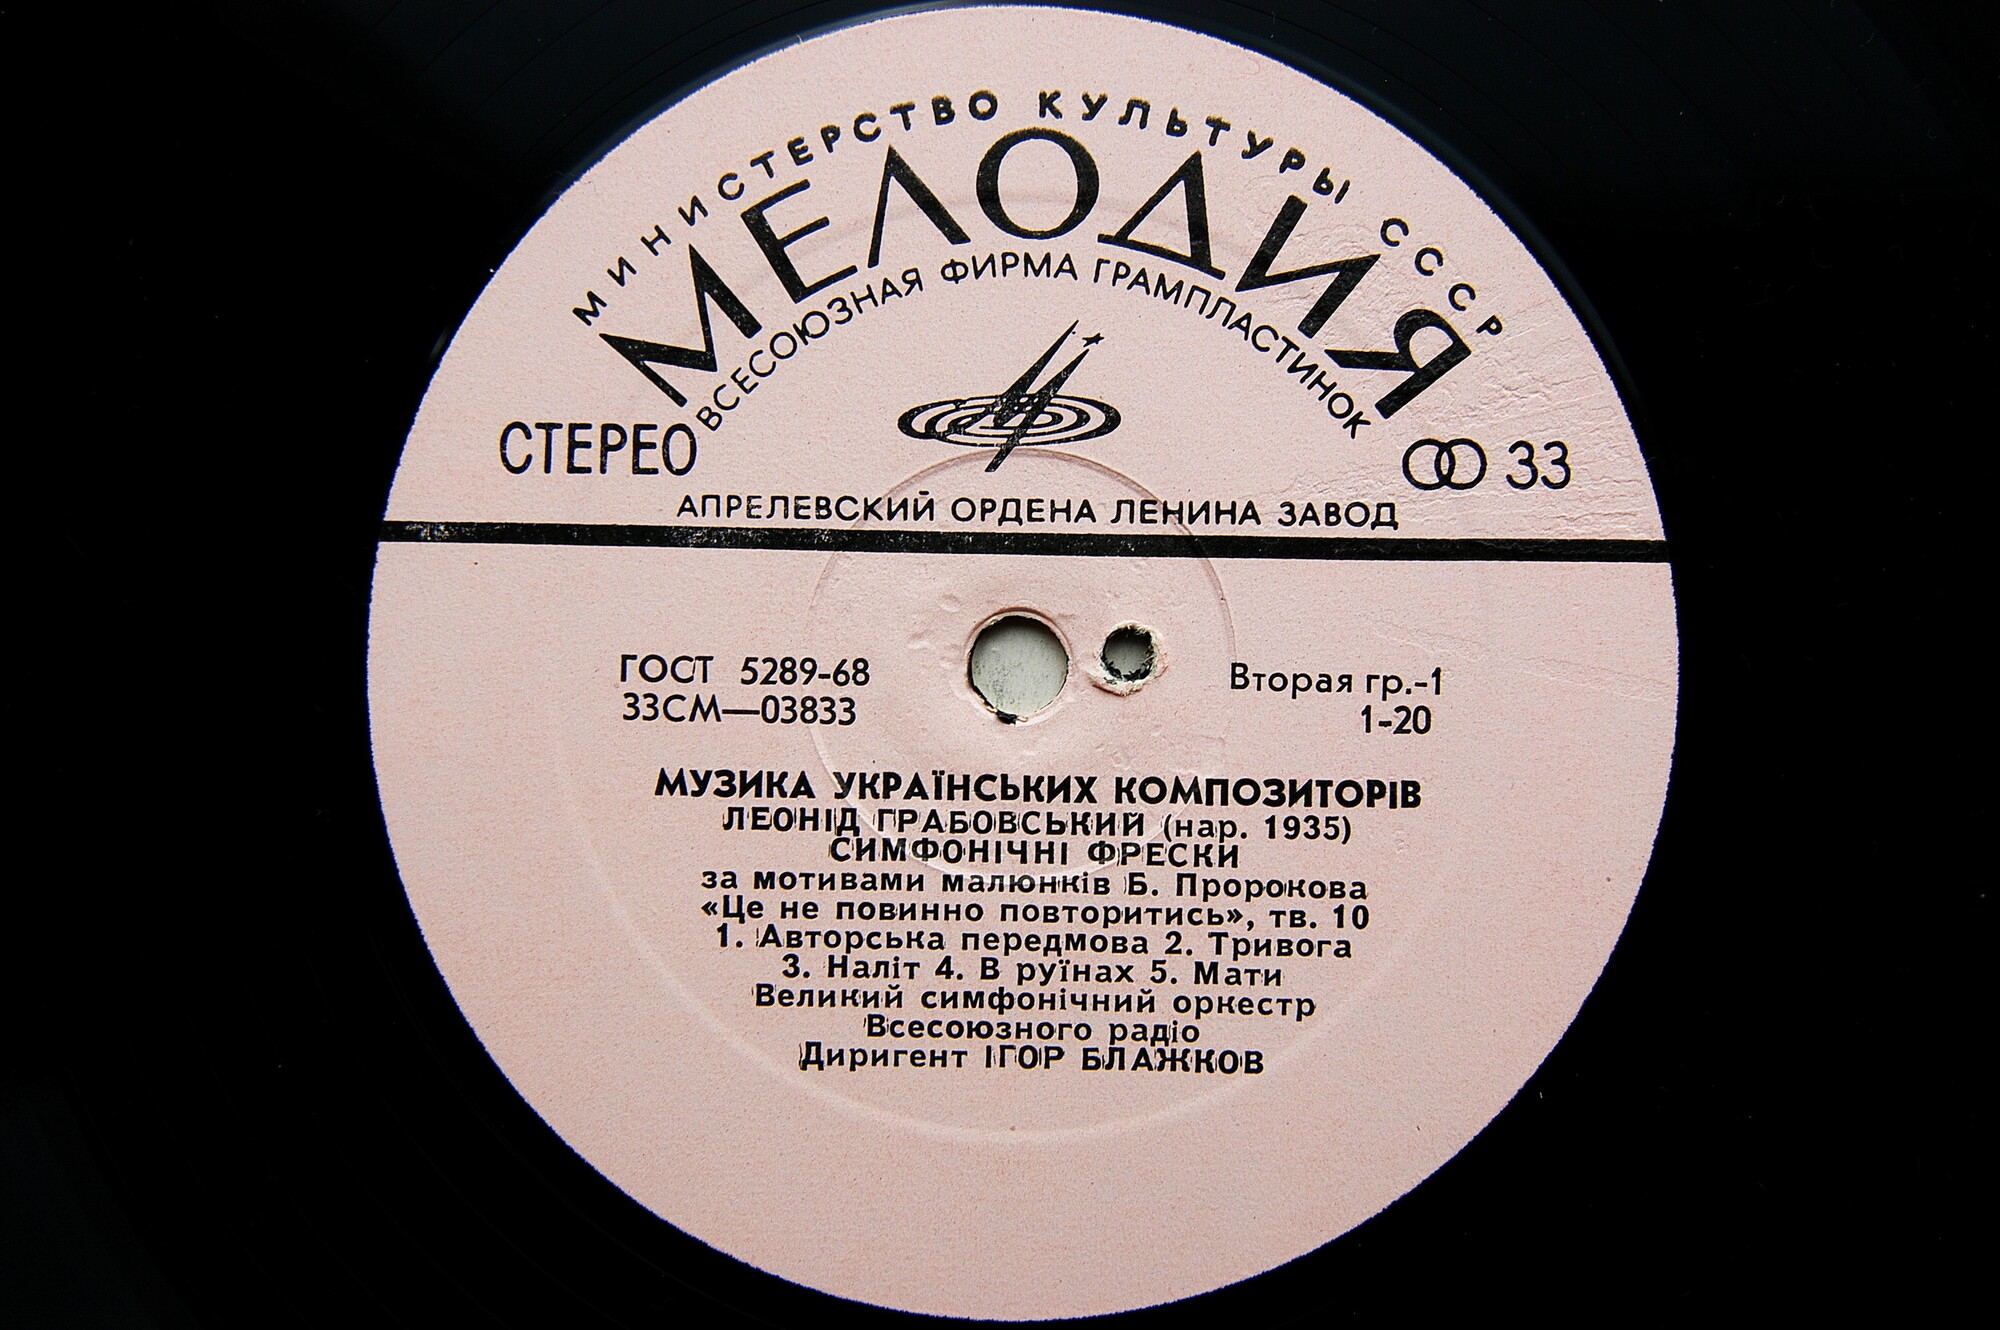 МИНИСТЕРСТВО КУЛЬТУРЫ СССР
МЕЛОДИЯ
ВСЕСОЮЗНАЯ ФИРМА ГРАМПЛАСТИНОК
СТЕРЕО
33
АПРЕЛЕВСКИЙ ОРДЕНА ЛЕНИНА ЗАВОД
ГОСТ 5289-68
33СМ—03833
Вторая гр.-1
1-20
МУЗИКА УКРАЇНСЬКИХ КОМПОЗИТОРІВ
ЛЕОНІД ГРАБОВСЬКИЙ (нар. 1935)
СИМФОНІЧНІ ФРЕСКИ
за мотивами малюнків Б. Пророкова
«Це не повинно повторитись», тв. 10
1. Авторська передмова 2. Тривога
3. Наліт 4. В руїнах 5. Мати
Великий симфонічний оркестр
Всесоюзного радіо
Диригент ІГОР БЛАЖКОВ